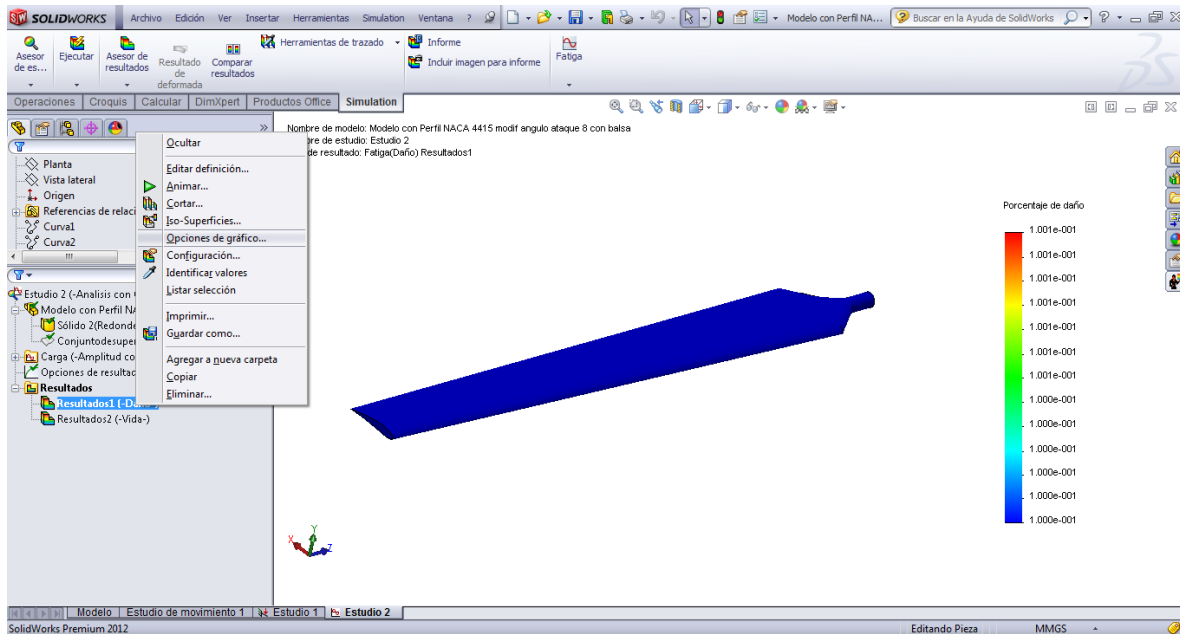 SOLIDWORKS Archivo Edición Ver Insertar Herramientas Simulation Ventana ? Modelo con Perfil NA... Buscar en la Ayuda de SolidWorks ?
Asesor de es...
Ejecutar
Asesor de resultados
Resultado de deformada
Comparar resultados
Herramientas de trazado
Informe
Incluir imagen para informe
Fatiga
Operaciones Croquis Calcular DimXpert Productos Office Simulation
Nombre de modelo: Modelo con Perfil NACA 4415 modif angulo ataque 8 con balsa
bre de estudio: Estudio 2
de resultado: Fatiga(Daño) Resultados1
Planta
Vista lateral
Origen
Referencias de relaci
Curva1
Curva2
Estudio 2 (-Analisis con
Modelo con Perfil NA
Sólido 2(Redonde
Conjuntodesuper
Carga (-Amplitud co
Opciones de resultac
Resultados
Resultados1 (-Da
Resultados2 (-Vida-)
Ocultar
Editar definición...
Animar...
Cortar...
Iso-Superficies...
Opciones de gráfico...
Configuración...
Identificar valores
Listar selección
Imprimir...
Guardar como...
Agregar a nueva carpeta
Copiar
Eliminar...
Porcentaje de daño
1.001e-001
1.001e-001
1.001e-001
1.001e-001
1.001e-001
1.001e-001
1.001e-001
1.000e-001
1.000e-001
1.000e-001
1.000e-001
1.000e-001
1.000e-001
Y
X
Z
Modelo Estudio de movimiento 1 Estudio 1 Estudio 2
SolidWorks Premium 2012 Editando Pieza MMGS